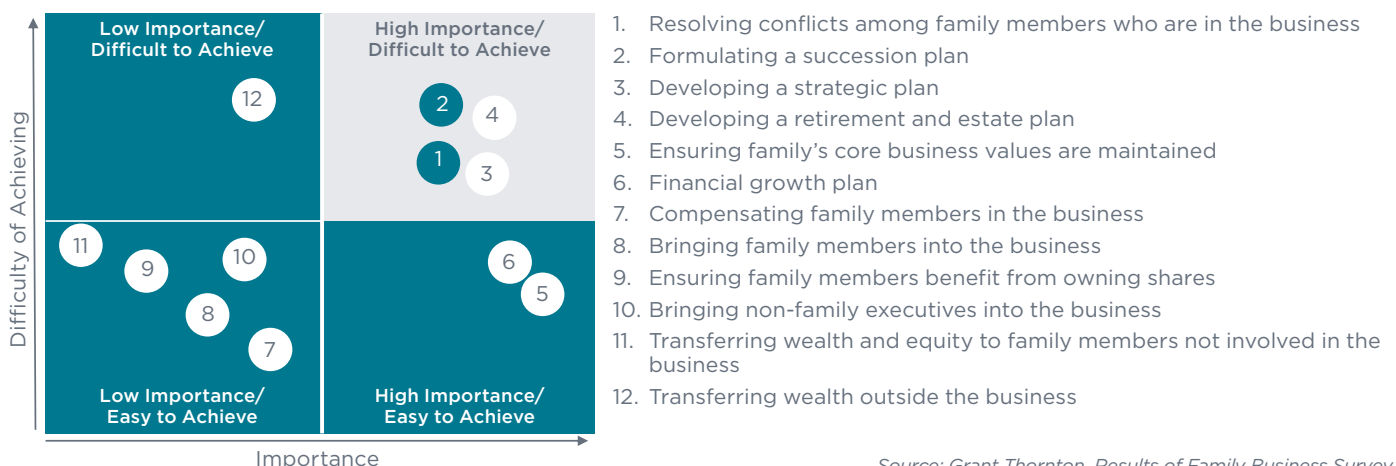 Low Importance/
Difficult to Achieve
High Importance/
Difficult to Achieve
12
2
4
1
3
11
9
10
8
7
6
5
Low Importance/
Easy to Achieve
High Importance/
Easy to Achieve
Difficulty of Achieving
Importance
1. Resolving conflicts among family members who are in the business
2. Formulating a succession plan
3. Developing a strategic plan
4. Developing a retirement and estate plan
5. Ensuring family's core business values are maintained
6. Financial growth plan
7. Compensating family members in the business
8. Bringing family members into the business
9. Ensuring family members benefit from owning shares
10. Bringing non-family executives into the business
11. Transferring wealth and equity to family members not involved in the
business
12. Transferring wealth outside the business
Source: Grant Thornton, Results of Family Business Survey